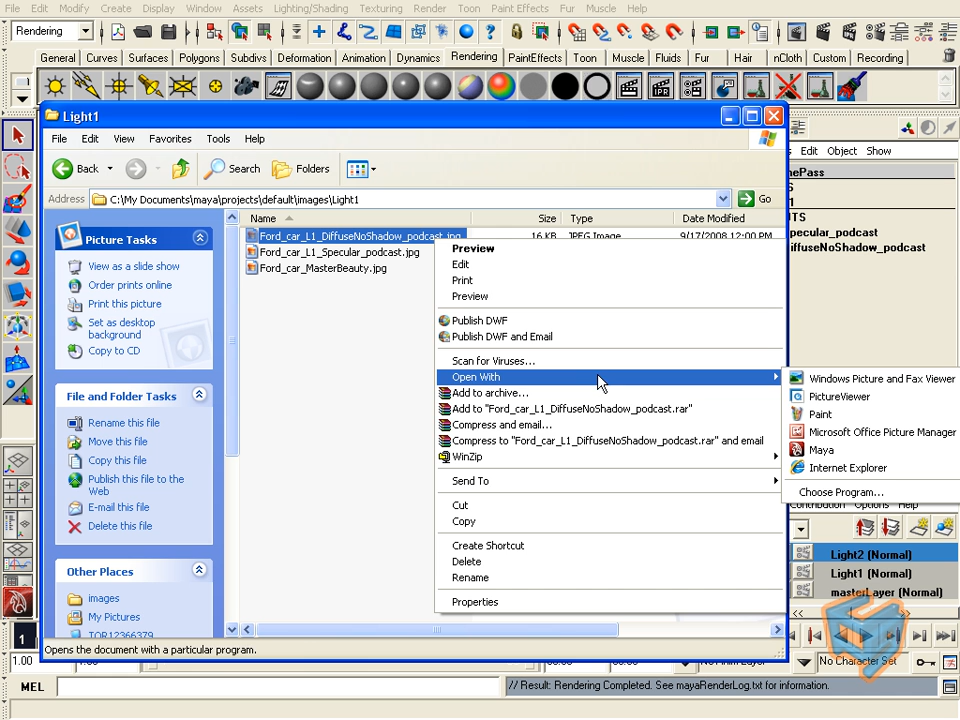 File Edit Modify Create Display Window Assets Lighting/Shading Texturing Render Toon Paint Effects Fur Muscle Help
Rendering
General Curves Surfaces Polygons Subdivs Deformation Animation Dynamics Rendering PaintEffects Toon Muscle Fluids Fur Hair nCloth Custom Recording
Light1
File Edit View Favorites Tools Help
Back Search Folders
Address C:\My Documents\maya\projects\default\images\Light1 Go
Edit Object Show
Name Size Type Date Modified
Picture Tasks
View as a slide show
Order prints online
Print this picture
Set as desktop
background
Copy to CD
File and Folder Tasks
Rename this file
Move this file
Copy this file
Publish this file to the
Web
E-mail this file
Delete this file
Other Places
images
My Pictures
TOR12366379
Ford_car_L1_DiffuseNoShadow_podcast.jpg 16 KB JPEG Image 9/17/2008 12:00 PM
Ford_car_L1_Specular_podcast.jpg
Ford_car_MasterBeauty.jpg
Preview
Edit
Print
Preview
Publish DWF
Publish DWF and Email
Scan for Viruses...
Open With
Add to archive...
Add to "Ford_car_L1_DiffuseNoShadow_podcast.rar"
Compress and email...
Compress to "Ford_car_L1_DiffuseNoShadow_podcast.rar" and email
WinZip
Send To
Cut
Copy
Create Shortcut
Delete
Rename
Properties
Windows Picture and Fax Viewer
PictureViewer
Paint
Microsoft Office Picture Manager
Maya
Internet Explorer
Choose Program...
nePass
S
1
UTS
pecular_podcast
iffuseNoShadow_podcast
Contribution Options Help
Light2 (Normal)
Light1 (Normal)
masterLayer (Normal)
Opens the document with a particular program.
1
1.00
No Character Set
MEL
// Result: Rendering Completed. See mayaRenderLog.txt for information.